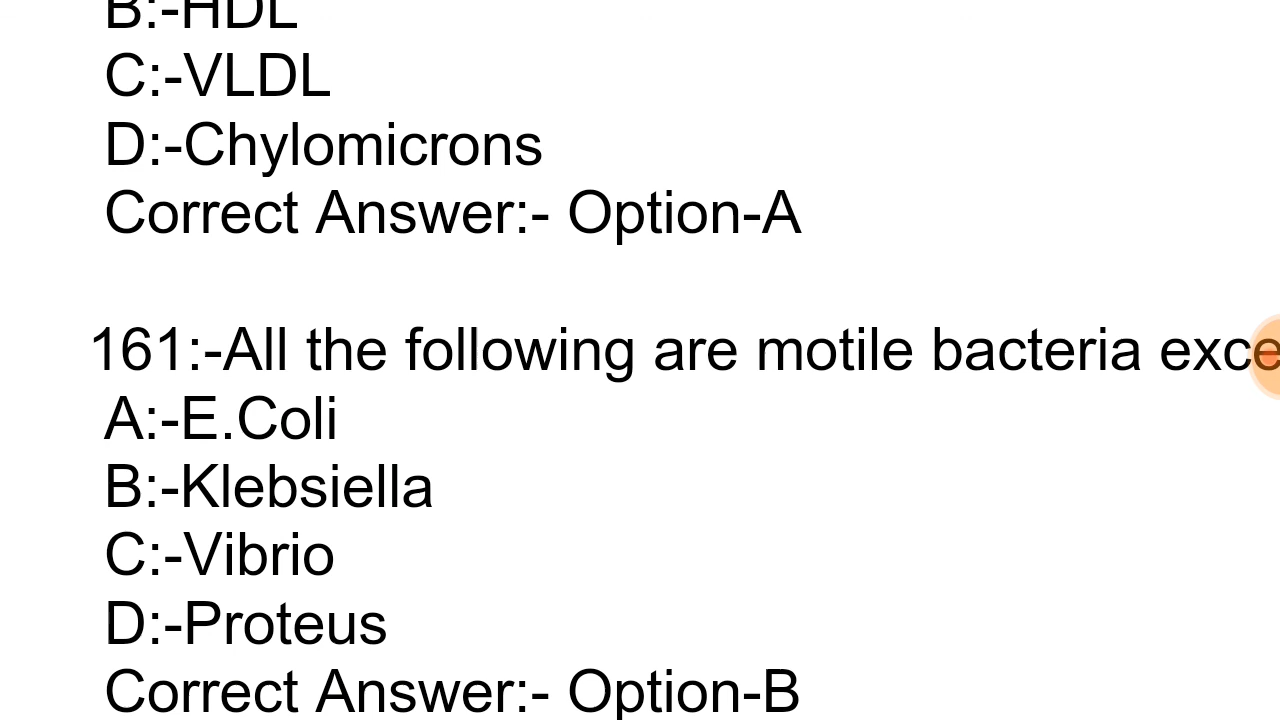 B:-HDL
C:-VLDL
D:-Chylomicrons
Correct Answer:- Option-A
161:-All the following are motile bacteria exce
A:-E.Coli
B:-Klebsiella
C:-Vibrio
D:-Proteus
Correct Answer:- Option-B